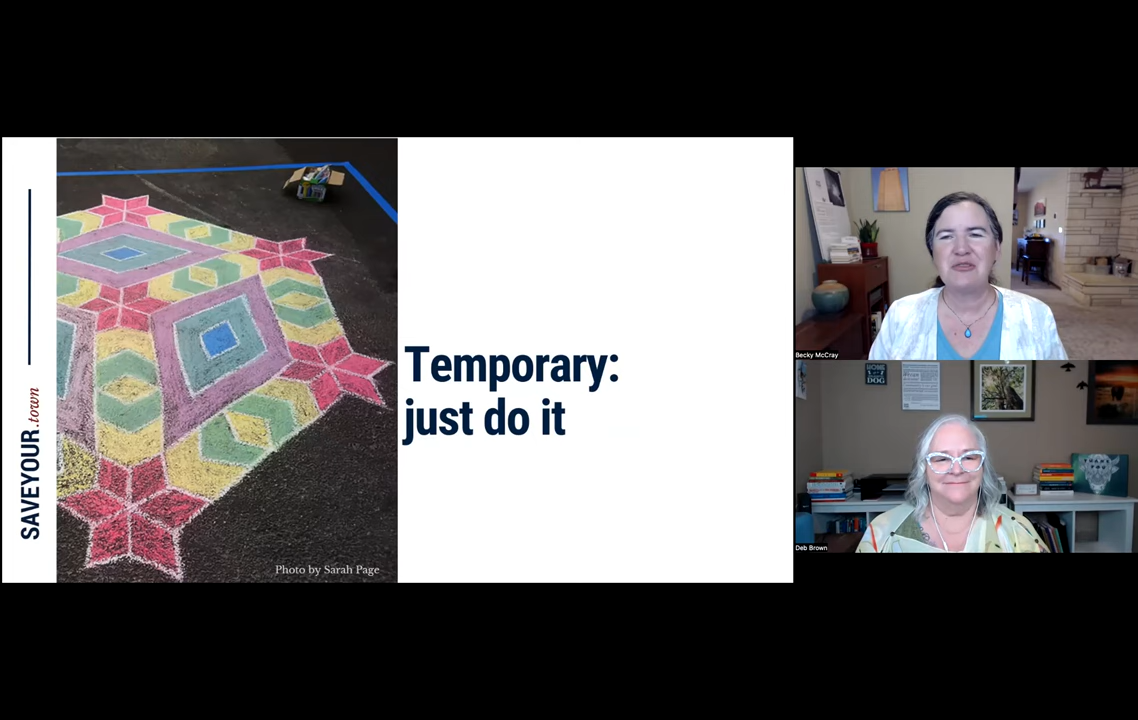 SAVEYOUR.town
Photo by Sarah Page
Temporary:
just do it
Becky McCray
Deb Brown